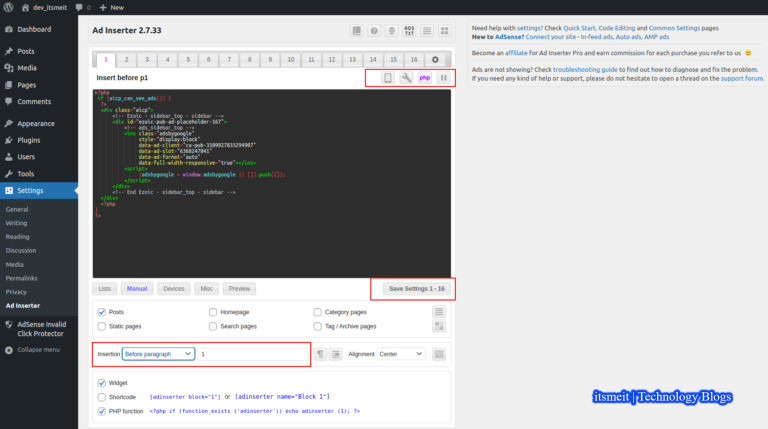 dev_itsmeit 0 + New
Dashboard
Posts
Media
Pages
Comments
Appearance
Plugins
Users
Tools
Settings
General
Writing
Reading
Discussion
Media
Permalinks
Privacy
Ad Inserter
AdSense Invalid
Click Protector
Collapse menu
Ad Inserter 2.7.33
ADS
TXT
1 2 3 4 5 6 7 8 9 10 11 12 13 14 15 16
Insert before p1
php
<?php
if (aicp_can_see_ads()) {
?>
<div class="aicp">
<!-- Ezoic - sidebar_top - sidebar -->
<div id="ezoic-pub-ad-placeholder-167">
<!-- ads_sidebar_top -->
<ins class="adsbygoogle"
style="display:block"
data-ad-client="ca-pub-3109927833294987"
data-ad-slot="6368247041"
data-ad-format="auto"
data-full-width-responsive="true"></ins>
<script>
(adsbygoogle = window.adsbygoogle || []).push({});
</script>
</div>
<!-- End Ezoic - sidebar_top - sidebar -->
</div>
<?php
}
?>
Lists Manual Devices Misc Preview Save Settings 1 - 16
Posts Homepage Category pages
Static pages Search pages Tag / Archive pages
Insertion Before paragraph 1 Alignment Center
Widget
Shortcode [adinserter block="1"] or [adinserter name="Block 1"]
PHP function <?php if (function_exists ('adinserter')) echo adinserter (1); ?>
Need help with settings? Check Quick Start, Code Editing and Common Settings pages
New to AdSense? Connect your site - In-feed ads, Auto ads, AMP ads
Become an affiliate for Ad Inserter Pro and earn commission for each purchase you refer to us
Ads are not showing? Check troubleshooting guide to find out how to diagnose and fix the problem.
If you need any kind of help or support, please do not hesitate to open a thread on the support forum.
itsmeit | Technology Blogs